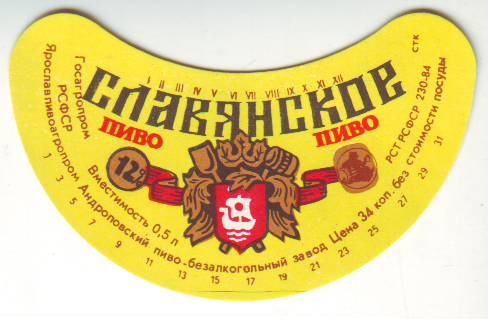 I II III IV V VI VII VIII IX X XI XII
Славянское
ПИВО ПИВО
12%
Госагропром
РСФСР
Ярославпивоагропром
Вместимость 0,5 л
Андроповский пиво-безалкогольный завод
РСТ РСФСР 230-84
Цена 34 коп. без стоимости посуды
стк
1 3 5 7 9 11 13 15 17 19 21 23 25 27 29 31